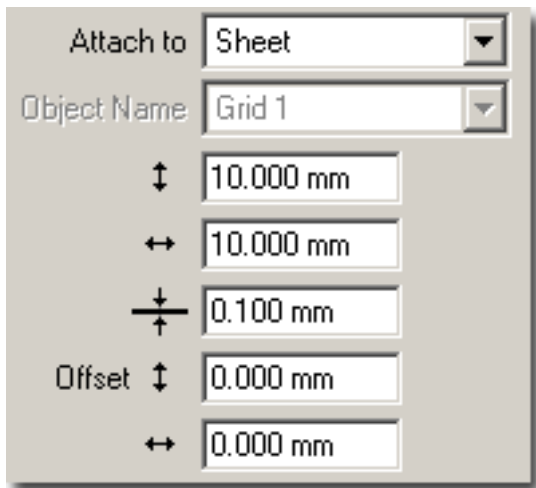 Attach to Sheet
Object Name Grid 1
10.000 mm
10.000 mm
0.100 mm
Offset 0.000 mm
0.000 mm